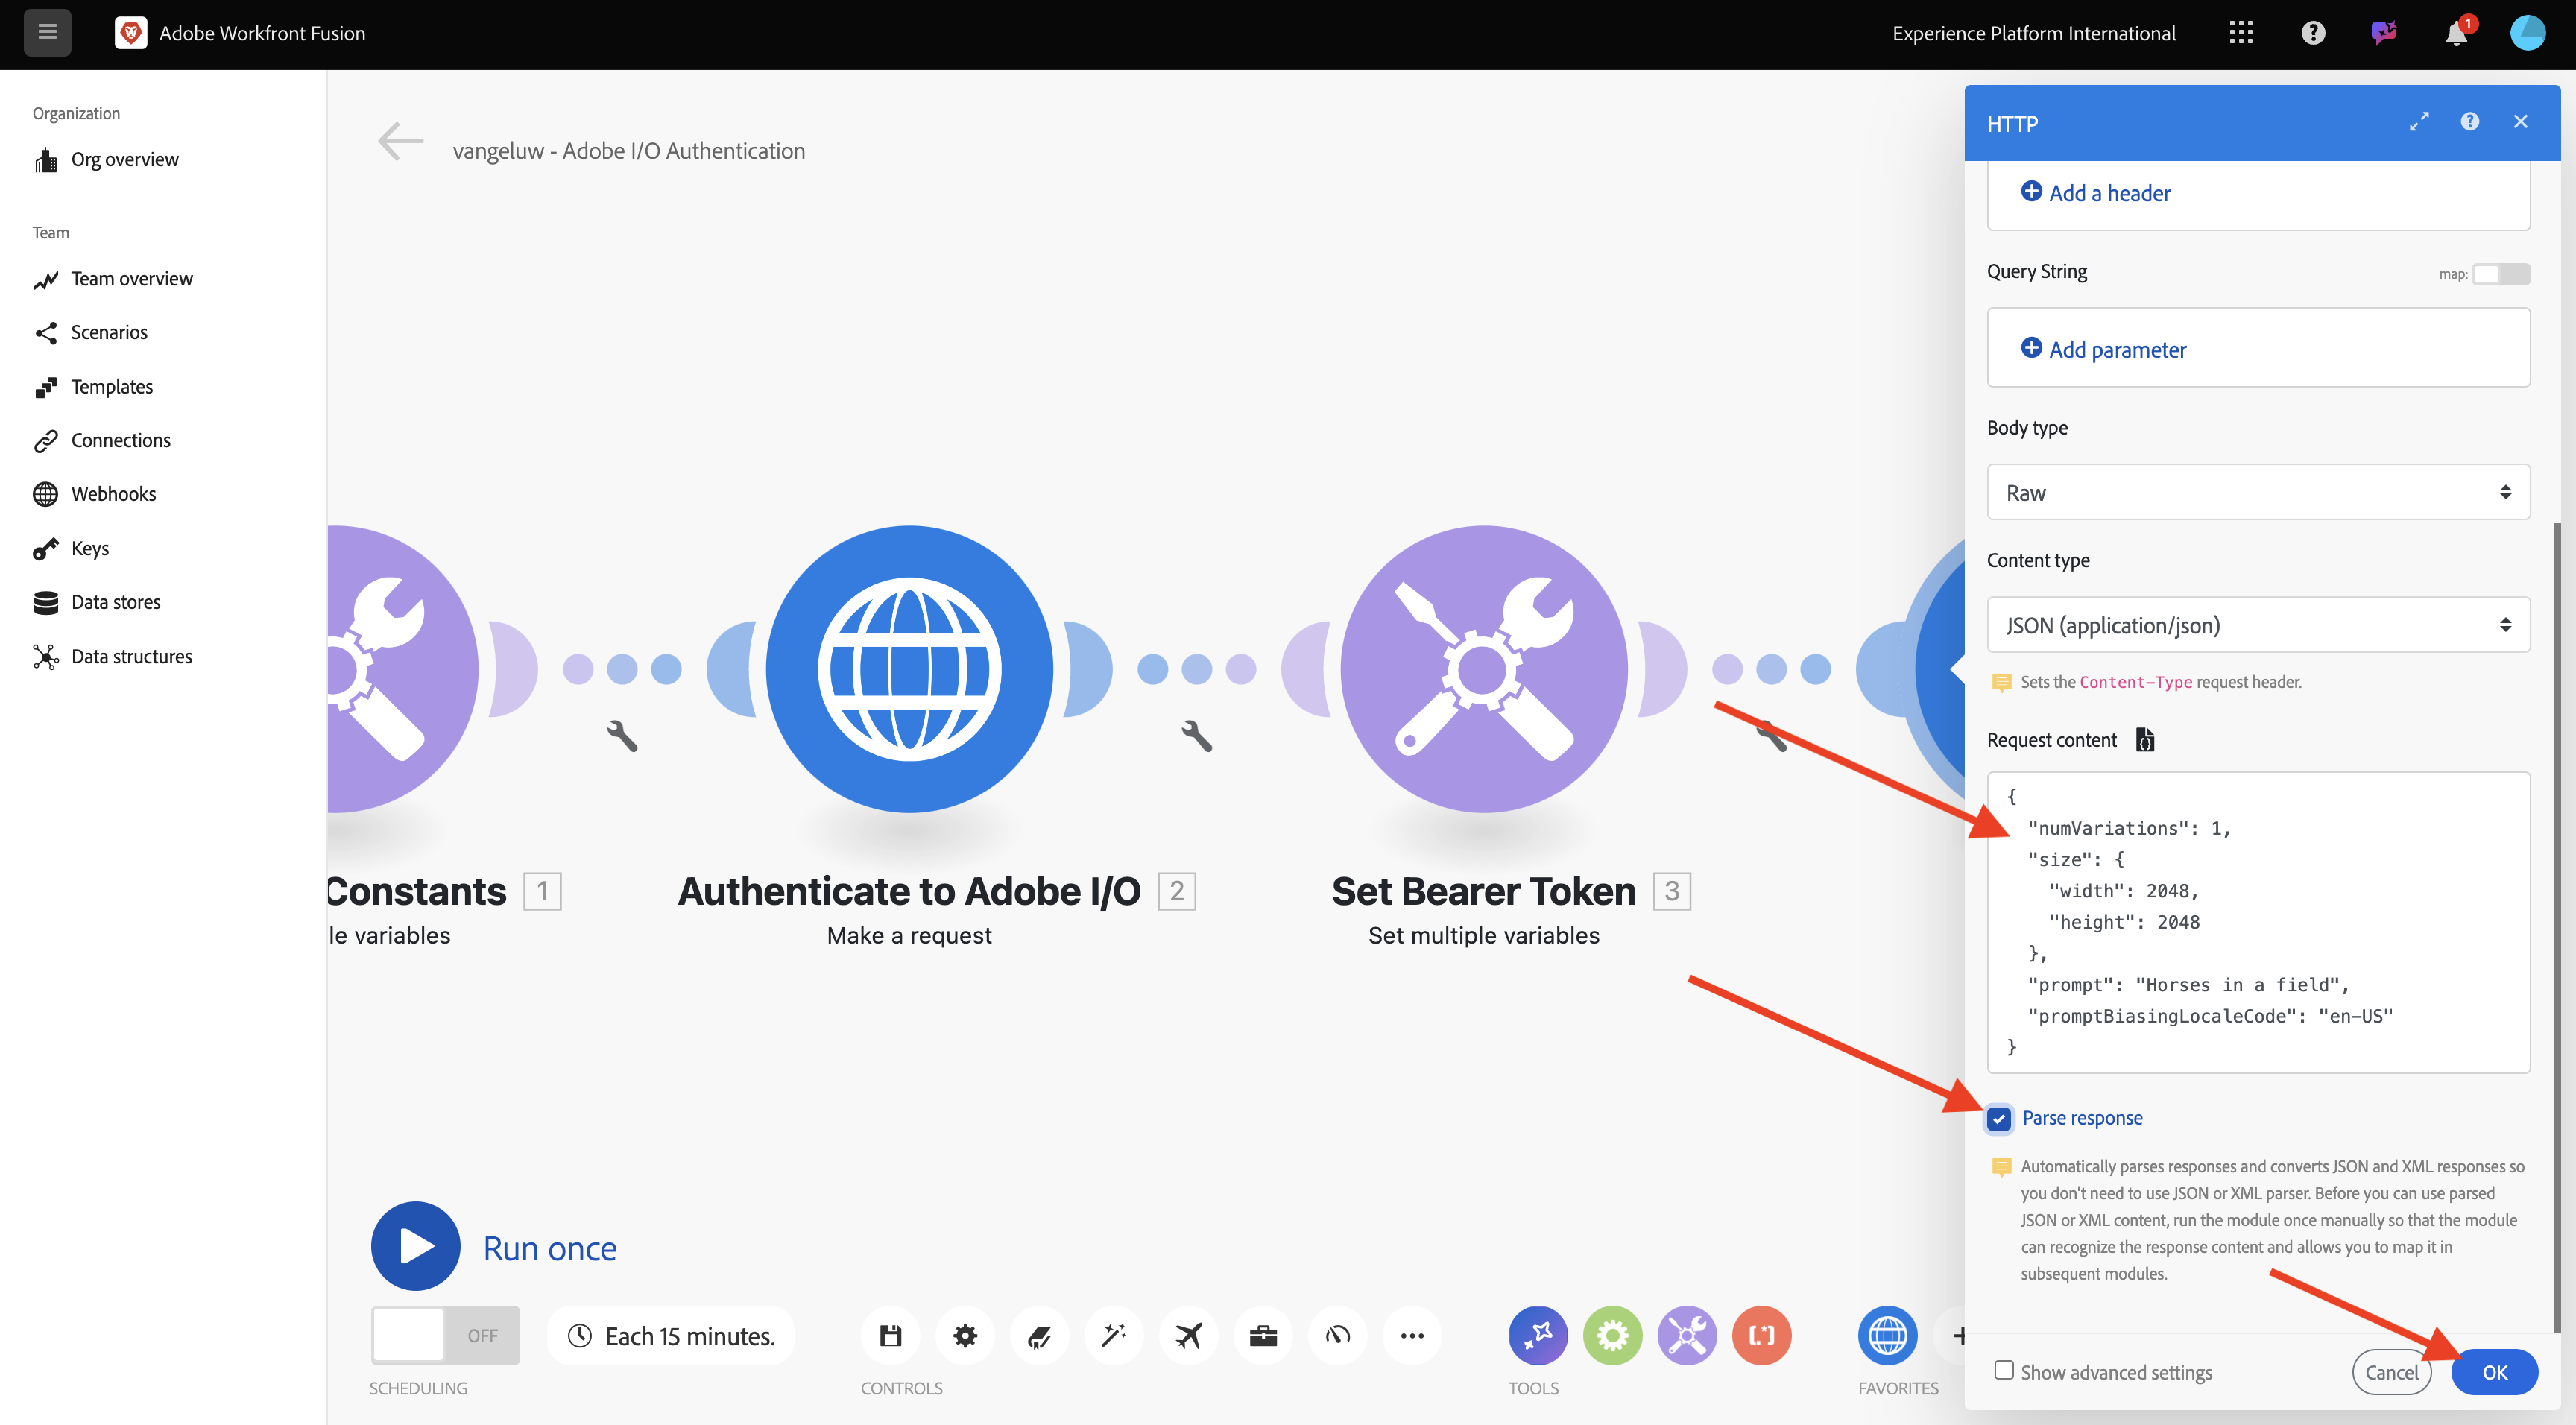 Adobe Workfront Fusion
Experience Platform International
1
Organization
Org overview
Team
Team overview
Scenarios
Templates
Connections
Webhooks
Keys
Data stores
Data structures
vangeluw - Adobe I/O Authentication
Constants 1
le variables
Authenticate to Adobe I/O 2
Make a request
Set Bearer Token 3
Set multiple variables
Run once
OFF
Each 15 minutes.
SCHEDULING
CONTROLS
TOOLS
FAVORITES
HTTP
Add a header
Query String
map:
Add parameter
Body type
Raw
Content type
JSON (application/json)
Sets the Content-Type request header.
Request content
{
"numVariations": 1,
"size": {
"width": 2048,
"height": 2048
},
"prompt": "Horses in a field",
"promptBiasingLocaleCode": "en-US"
}
Parse response
Automatically parses responses and converts JSON and XML responses so
you don't need to use JSON or XML parser. Before you can use parsed
JSON or XML content, run the module once manually so that the module
can recognize the response content and allows you to map it in
subsequent modules.
Show advanced settings
Cancel
OK